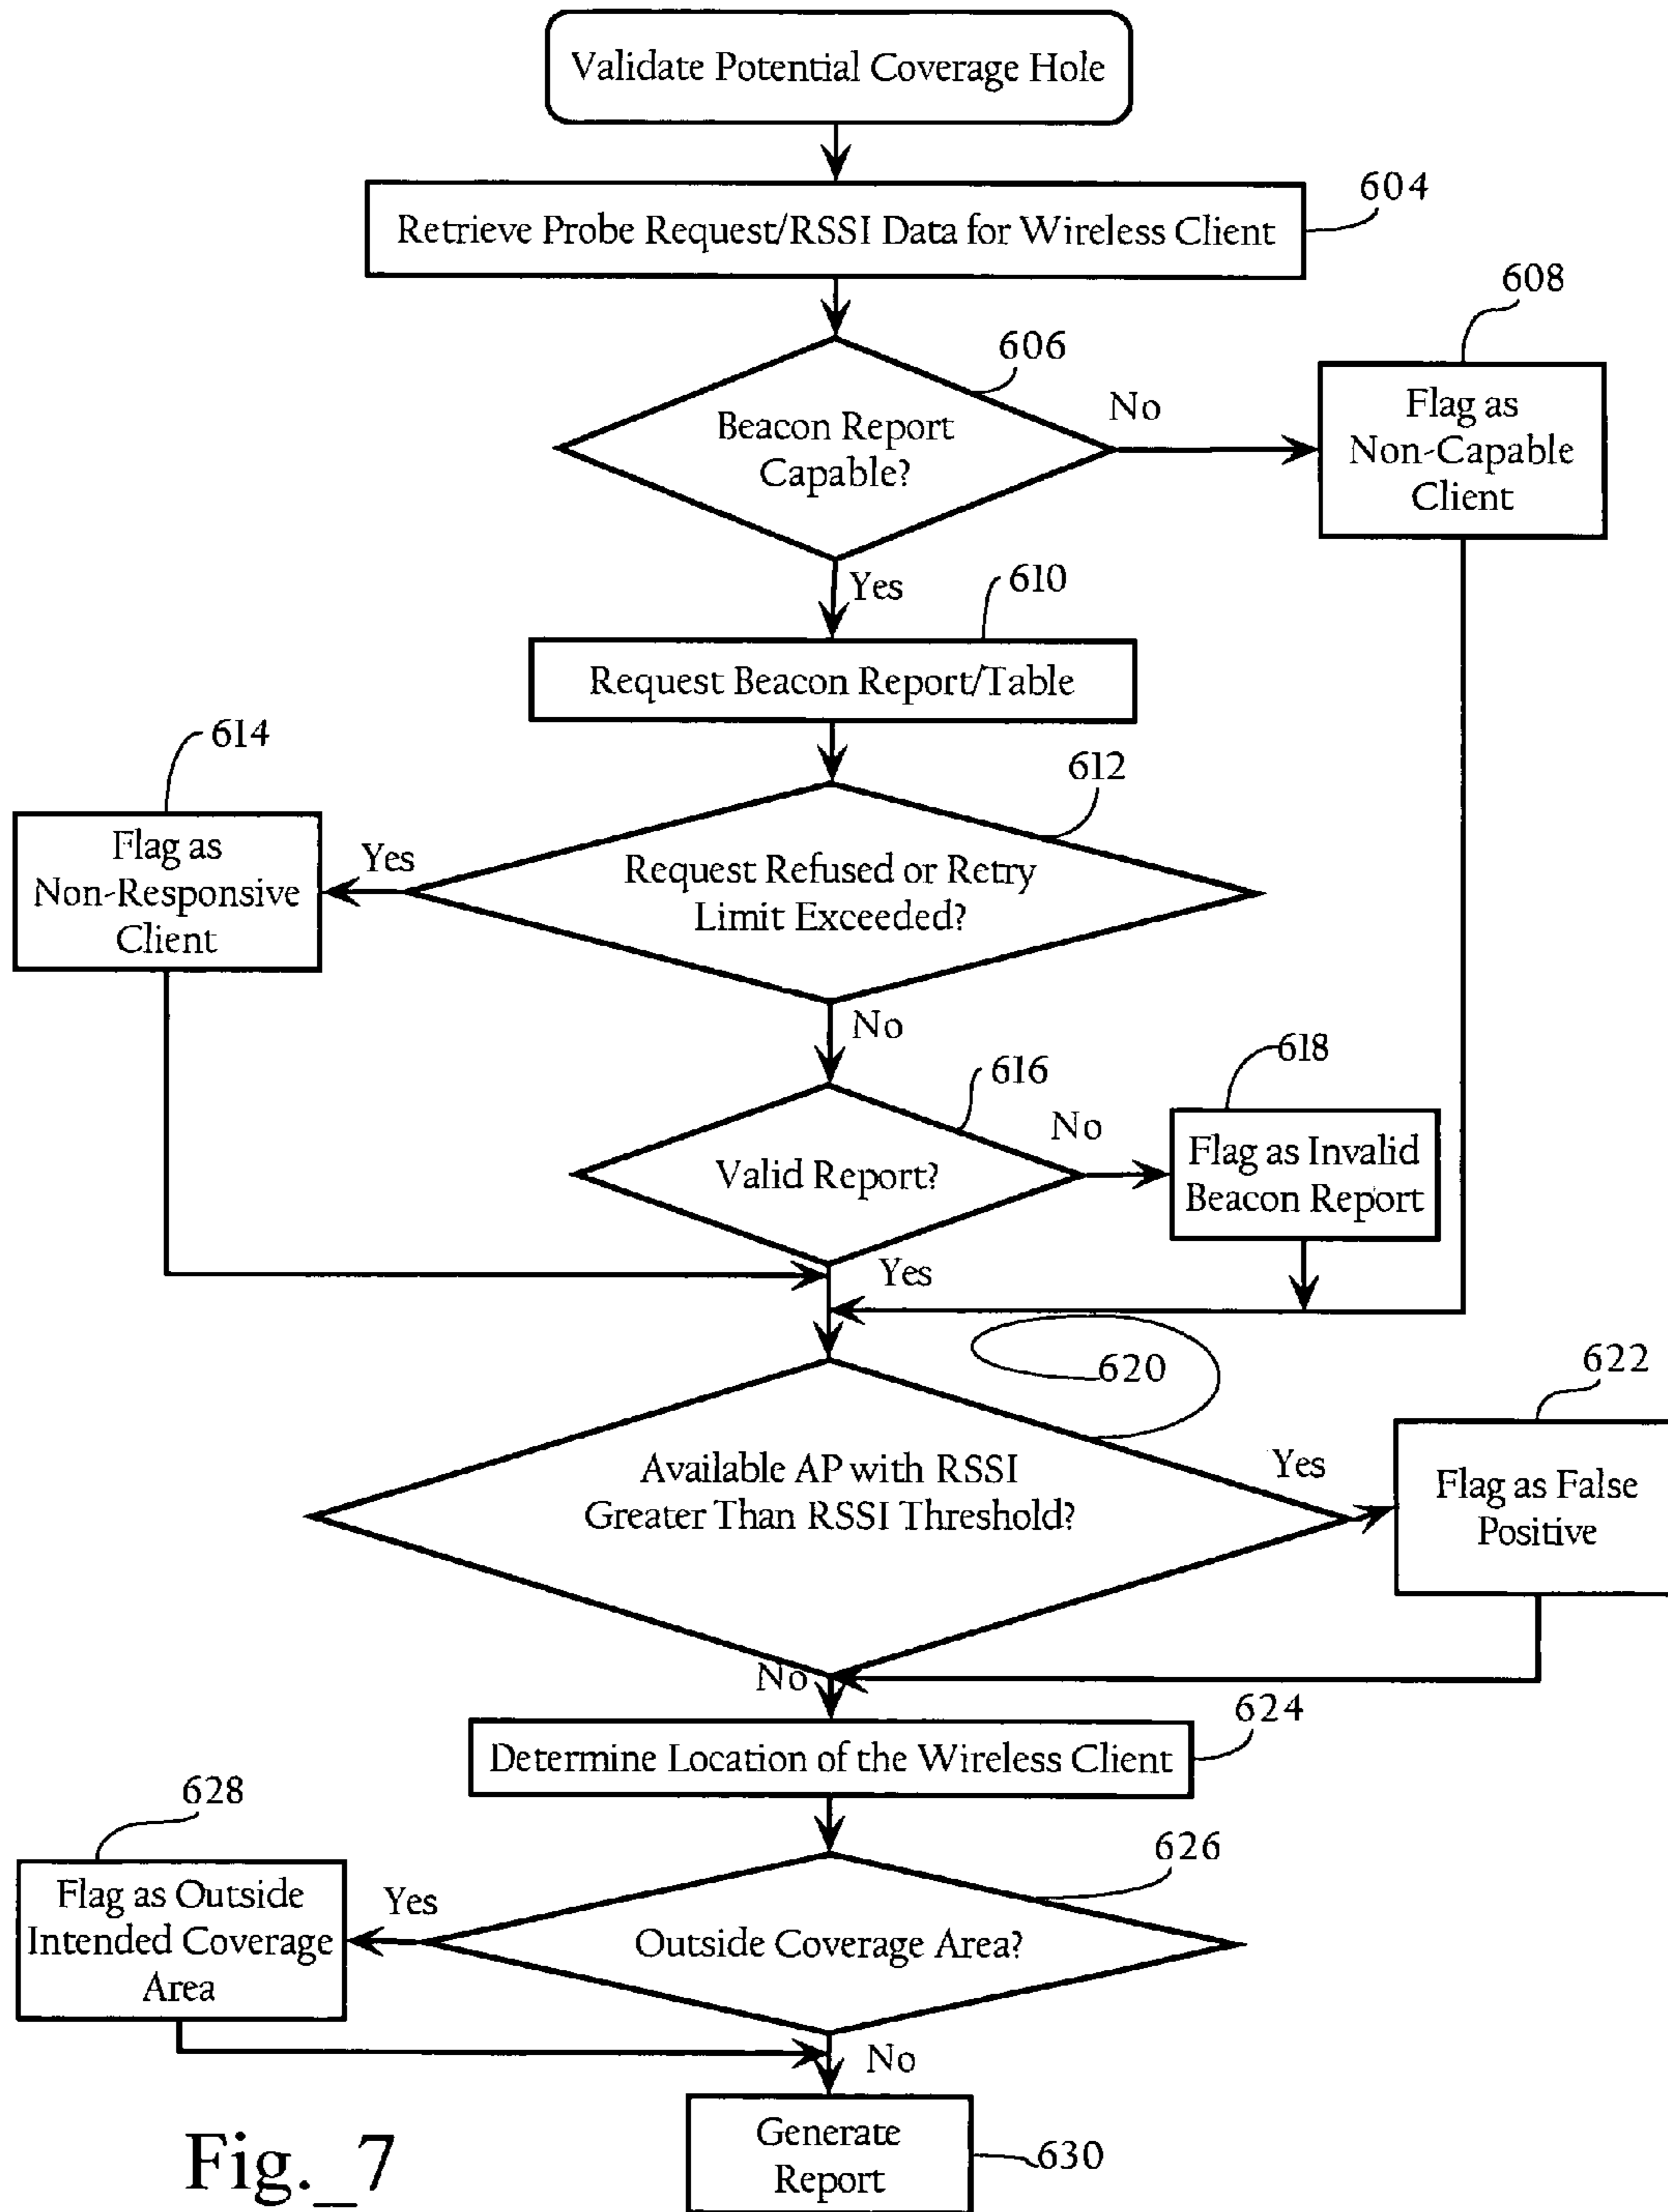 Validate Potential Coverage Hole
Retrieve Probe Request/RSSI Data for Wireless Client
604
606
608
Beacon Report
Capable?
No
Flag as
Non-Capable
Client
Yes
610
Request Beacon Report/Table
612
614
Flag as
Non-Responsive
Client
Yes
Request Refused or Retry
Limit Exceeded?
No
616
618
Valid Report?
No
Flag as Invalid
Beacon Report
Yes
620
622
Available AP with RSSI
Greater Than RSSI Threshold?
Yes
Flag as False
Positive
No
624
Determine Location of the Wireless Client
626
628
Flag as Outside
Intended Coverage
Area
Yes
Outside Coverage Area?
No
Generate
Report
630
Fig._7